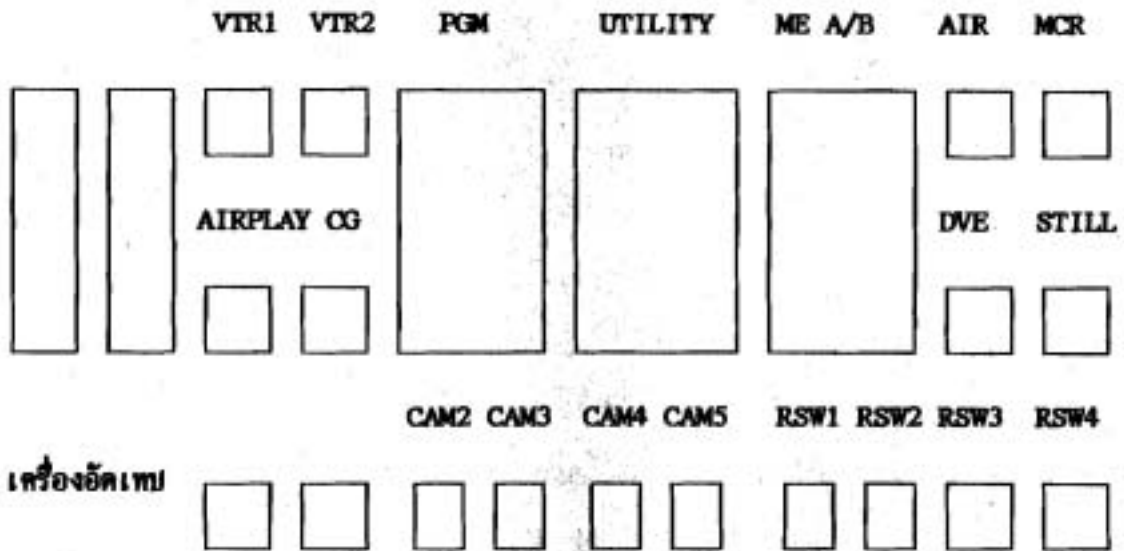 VTR1 VTR2 PGM UTILITY ME A/B AIR MCR
AIRPLAY CG DVE STILL
CAM2 CAM3 CAM4 CAM5 RSW1 RSW2 RSW3 RSW4
เครื่องอัดเทป